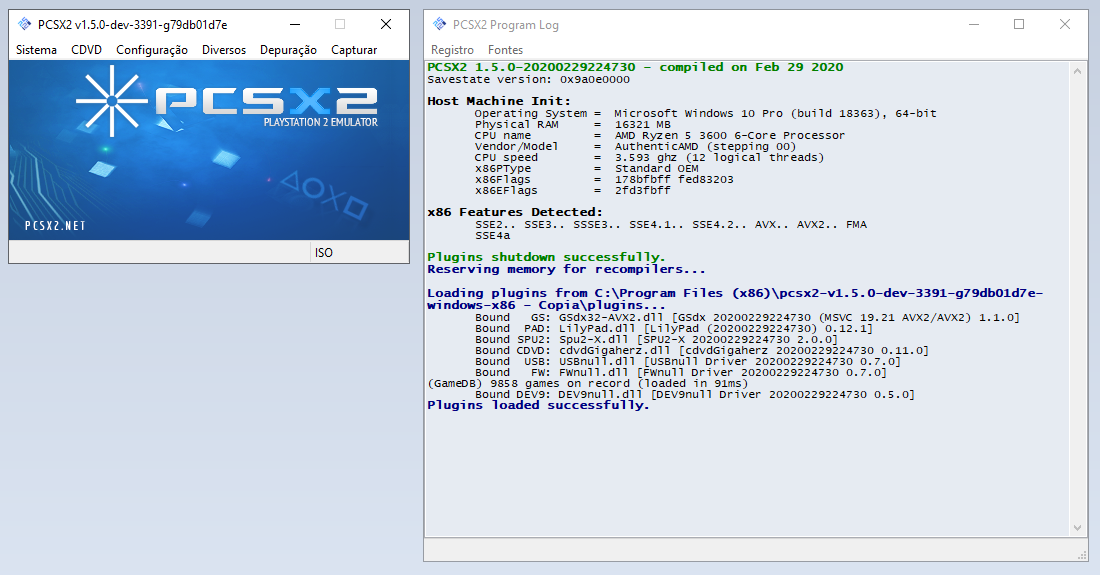 PCSX2 v1.5.0-dev-3391-g79db01d7e
Sistema CDVD Configuração Diversos Depuração Capturar
PCSX2
PLAYSTATION 2 EMULATOR
PCSX2.NET
ISO
PCSX2 Program Log
Registro Fontes
PCSX2 1.5.0-20200229224730 - compiled on Feb 29 2020
Savestate version: 0x9a0e0000
Host Machine Init:
Operating System = Microsoft Windows 10 Pro (build 18363), 64-bit
Physical RAM = 16321 MB
CPU name = AMD Ryzen 5 3600 6-Core Processor
Vendor/Model = AuthenticAMD (stepping 00)
CPU speed = 3.593 ghz (12 logical threads)
x86PType = Standard OEM
x86Flags = 178bfbff fed83203
x86EFlags = 2fd3fbff
x86 Features Detected:
SSE2.. SSE3.. SSSE3.. SSE4.1.. SSE4.2.. AVX.. AVX2.. FMA
SSE4a
Plugins shutdown successfully.
Reserving memory for recompilers...
Loading plugins from C:\Program Files (x86)\pcsx2-v1.5.0-dev-3391-g79db01d7e-
windows-x86 - Copia\plugins...
Bound GS: GSdx32-AVX2.dll [GSdx 20200229224730 (MSVC 19.21 AVX2/AVX2) 1.1.0]
Bound PAD: LilyPad.dll [LilyPad (20200229224730) 0.12.1]
Bound SPU2: Spu2-X.dll [SPU2-X 20200229224730 2.0.0]
Bound CDVD: cdvdGigaherz.dll [cdvdGigaherz 20200229224730 0.11.0]
Bound USB: USBnull.dll [USBnull Driver 20200229224730 0.7.0]
Bound FW: FWnull.dll [FWnull Driver 20200229224730 0.7.0]
(GameDB) 9858 games on record (loaded in 91ms)
Bound DEV9: DEV9null.dll [DEV9null Driver 20200229224730 0.5.0]
Plugins loaded successfully.